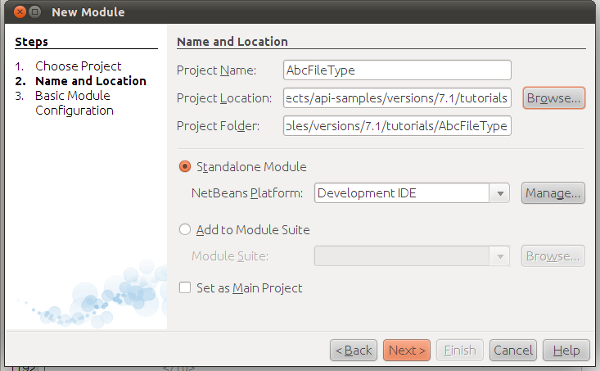 New Module
Steps
1. Choose Project
2. Name and Location
3. Basic Module
Configuration
Name and Location
Project Name: AbcFileType
Project Location: ects/api-samples/versions/7.1/tutorials Browse...
Project Folder: ples/versions/7.1/tutorials/AbcFileType
Standalone Module
NetBeans Platform: Development IDE Manage...
Add to Module Suite
Module Suite: Browse...
Set as Main Project
< Back Next > Finish Cancel Help